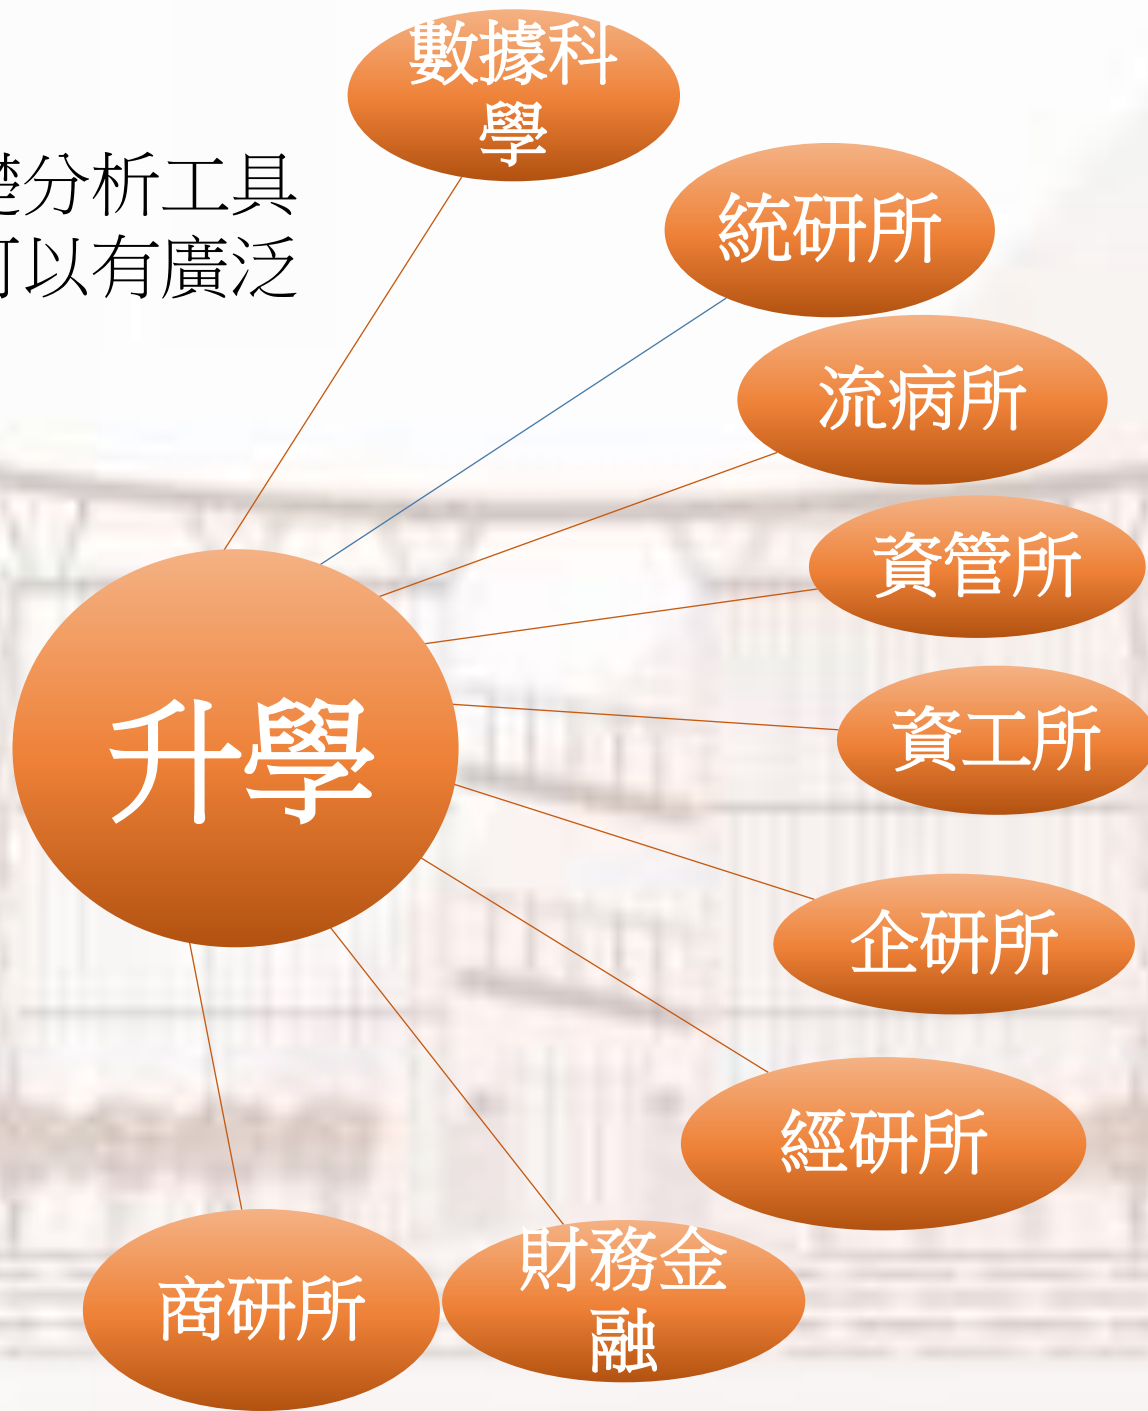 數據科
學
礎分析工具
可以有廣泛
統研所
流病所
資管所
資工所
升學
企研所
經研所
財務金
融
商研所